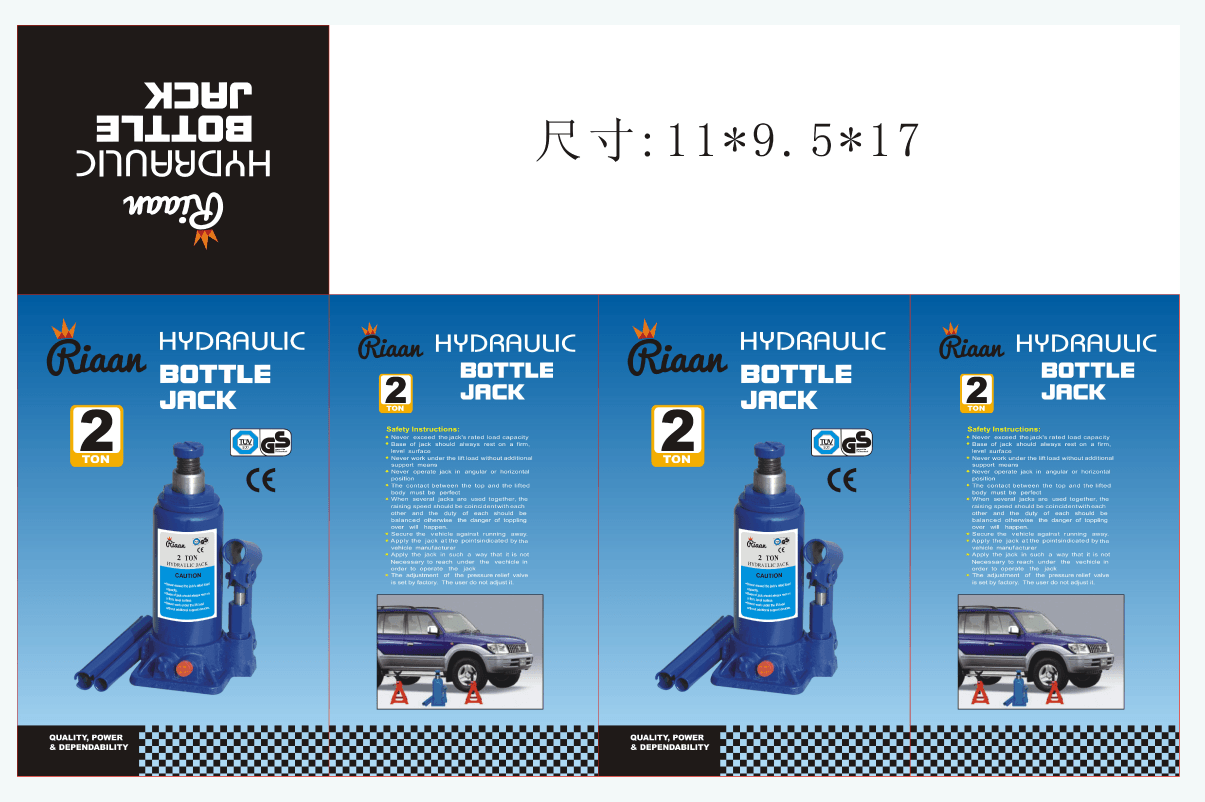 JACK
BOTTLE
HYDRAULIC
Riaan
尺寸:11*9.5*17
Riaan
HYDRAULIC
BOTTLE
JACK
2
TON
TUV
GS
CE
Riaan
CE
2 TON
HYDRAULIC JACK
CAUTION
QUALITY, POWER
& DEPENDABILITY
Riaan
HYDRAULIC
BOTTLE
JACK
2
TON
Safety Instructions:
Never exceed the jack's rated load capacity
Base of jack should always rest on a firm,
level surface
Never work under the lift load without additional
support means
Never operate jack in angular or horizontal
position
The contact between the top and the lifted
body must be perfect
When several jacks are used together, the
raising speed should be coincident with each
other and the duty of each should be
balanced otherwise the danger of toppling
over will happen.
Secure the vehicle against running away.
Apply the jack at the pointsindicated by the
vehicle manufacturer
Apply the jack in such a way that it is not
Necessary to reach under the vechicle in
order to operate the jack
The adjustment of the pressure relief valve
is set by factory, The user do not adjust it.
Riaan
HYDRAULIC
BOTTLE
JACK
2
TON
TUV
GS
CE
Riaan
CE
2 TON
HYDRAULIC JACK
CAUTION
QUALITY, POWER
& DEPENDABILITY
Riaan
HYDRAULIC
BOTTLE
JACK
2
TON
Safety Instructions:
Never exceed the jack's rated load capacity
Base of jack should always rest on a firm,
level surface
Never work under the lift load without additional
support means
Never operate jack in angular or horizontal
position
The contact between the top and the lifted
body must be perfect
When several jacks are used together, the
raising speed should be coincident with each
other and the duty of each should be
balanced otherwise the danger of toppling
over will happen.
Secure the vehicle against running away.
Apply the jack at the pointsindicated by the
vehicle manufacturer
Apply the jack in such a way that it is not
Necessary to reach under the vechicle in
order to operate the jack
The adjustment of the pressure relief valve
is set by factory, The user do not adjust it.